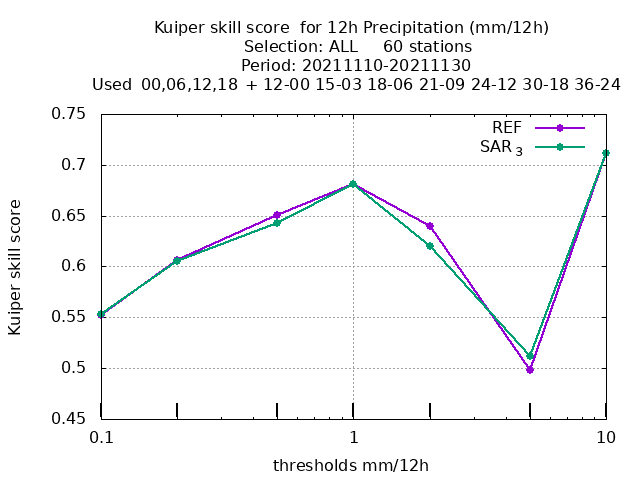 Kuiper skill score  for 12h Precipitation (mm/12h)
Selection: ALL     60 stations
Period: 20211110-20211130
Used  00,06,12,18  + 12-00 15-03 18-06 21-09 24-12 30-18 36-24
REF
SAR 3
0.75
0.7
0.65
0.6
0.55
0.5
0.45
Kuiper skill score
0.1
1
10
thresholds mm/12h